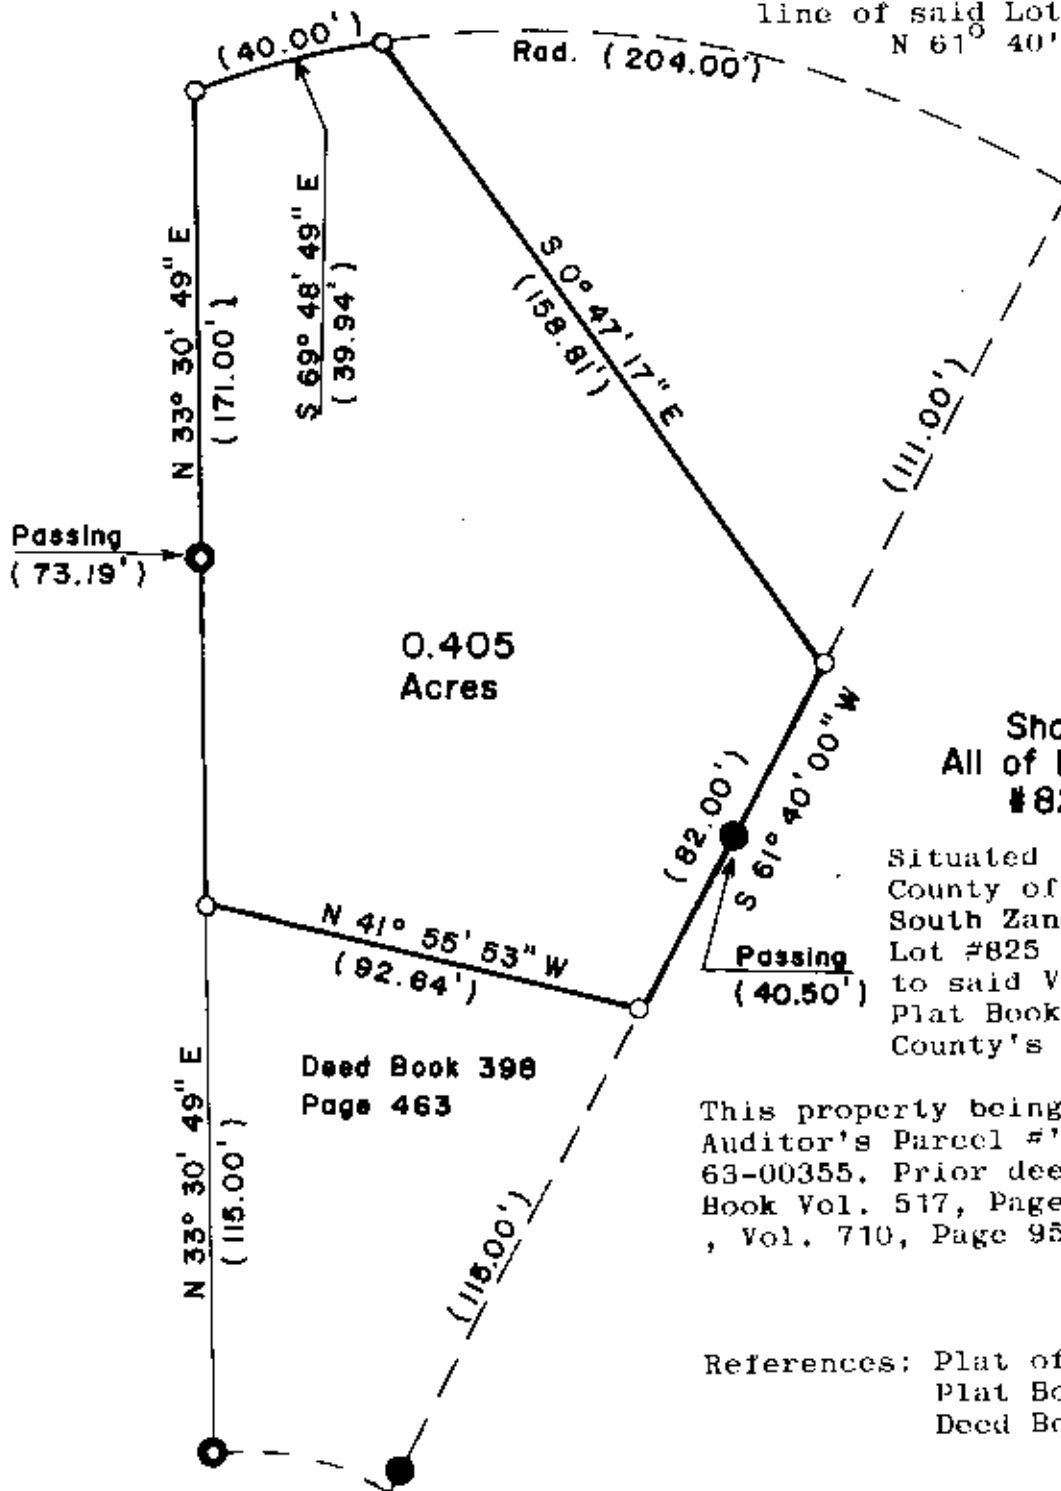 line of said Lot
N 61° 40'
(40.00')
Rad. (204.00')
N 33° 30' 49" E
(171.00')
S 69° 48' 49" E
(39.94')
S 0° 47' 17" E
(158.81')
(111.00')
Passing
(73.19')
0.405
Acres
(82.00')
S 61° 40' 00" W
Sho
All of
#8
Situated
County of
South Zan
Lot #825
to said V
Plat Book
County's
Passing
(40.50')
N 41° 55' 53" W
(92.64')
Deed Book 398
Page 463
N 33° 30' 49" E
(115.00')
(115.00')
This property being
Auditor's Parcel #
63-00355. Prior dee
Book Vol. 517, Page
, Vol. 710, Page 95
References: Plat of
Plat Bo
Deed Bo